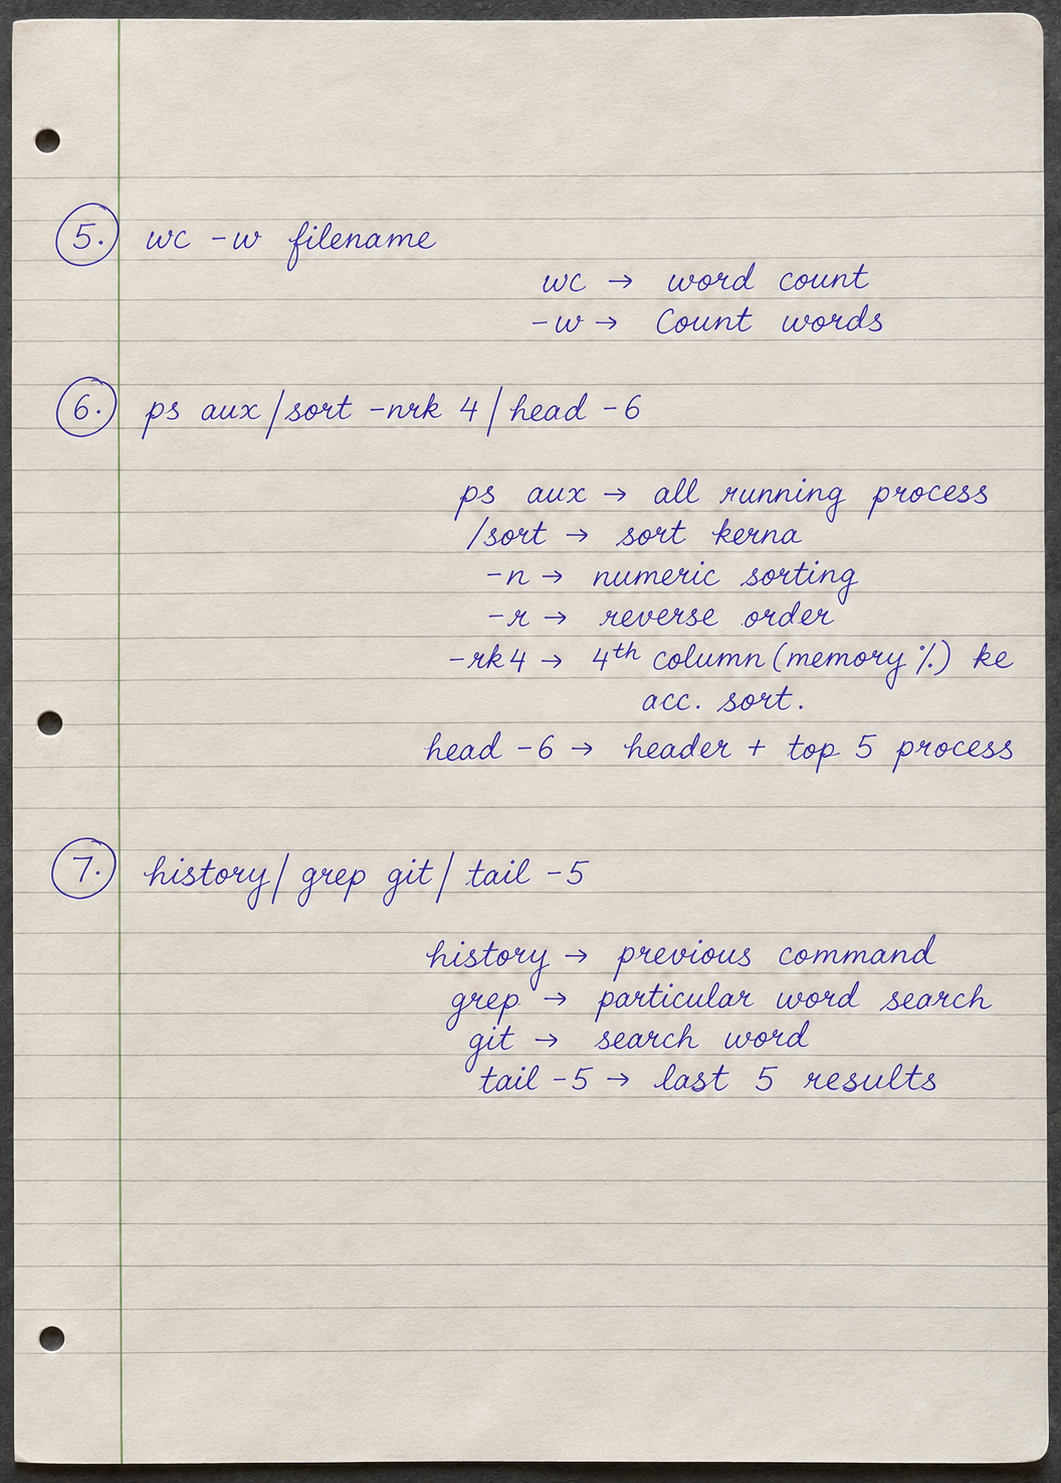 5. wc -w filename
wc → word count
-w → Count words
6. ps aux /sort -nrk 4/head -6
ps aux → all running process
/sort → sort kerna
-n → numeric sorting
-r → reverse order
-rk4 → 4th column (memory %) ke
acc. sort.
head -6 → header + top 5 process
7. history/ grep git/ tail -5
history → previous command
grep → particular word search
git → search word
tail -5 → last 5 results